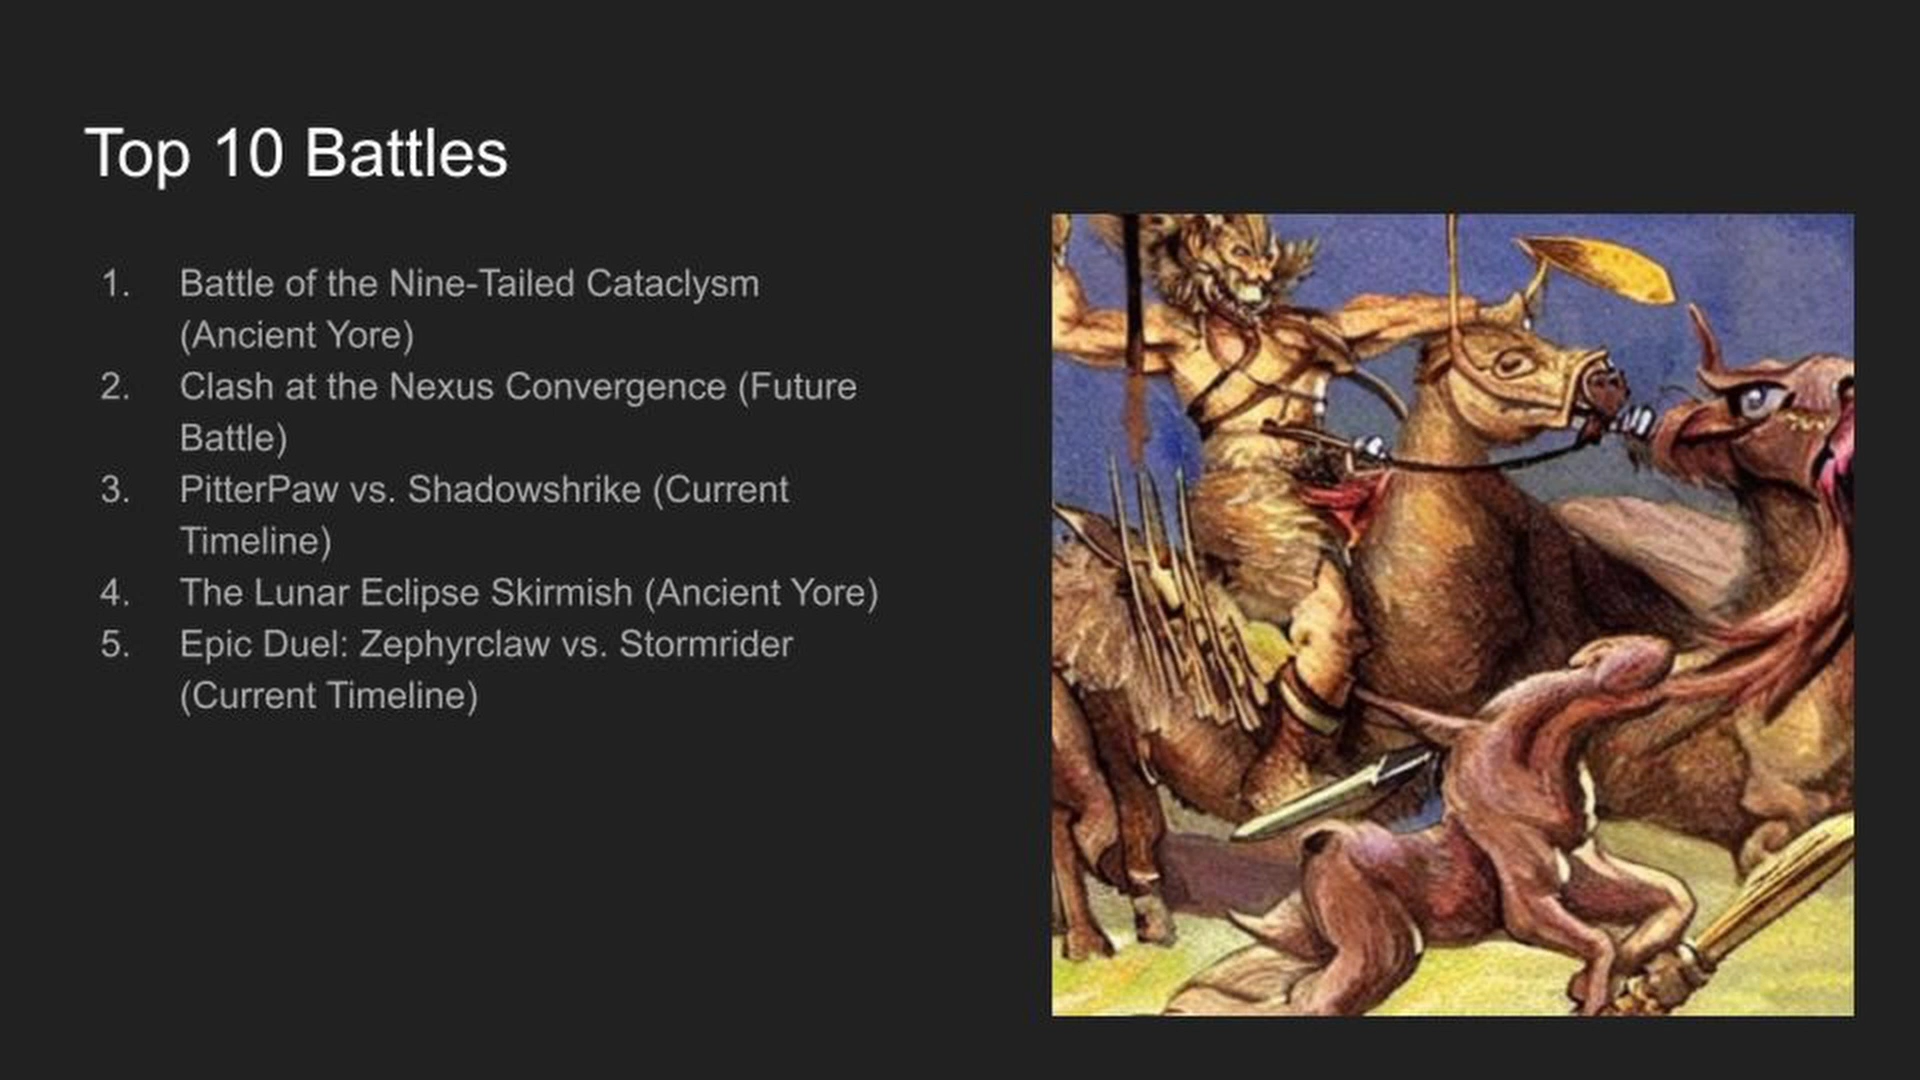 Top 10 Battles
1. Battle of the Nine-Tailed Cataclysm
(Ancient Yore)
2. Clash at the Nexus Convergence (Future
Battle)
3. PitterPaw vs. Shadowshrike (Current
Timeline)
4. The Lunar Eclipse Skirmish (Ancient Yore)
5. Epic Duel: Zephyrclaw vs. Stormrider
(Current Timeline)